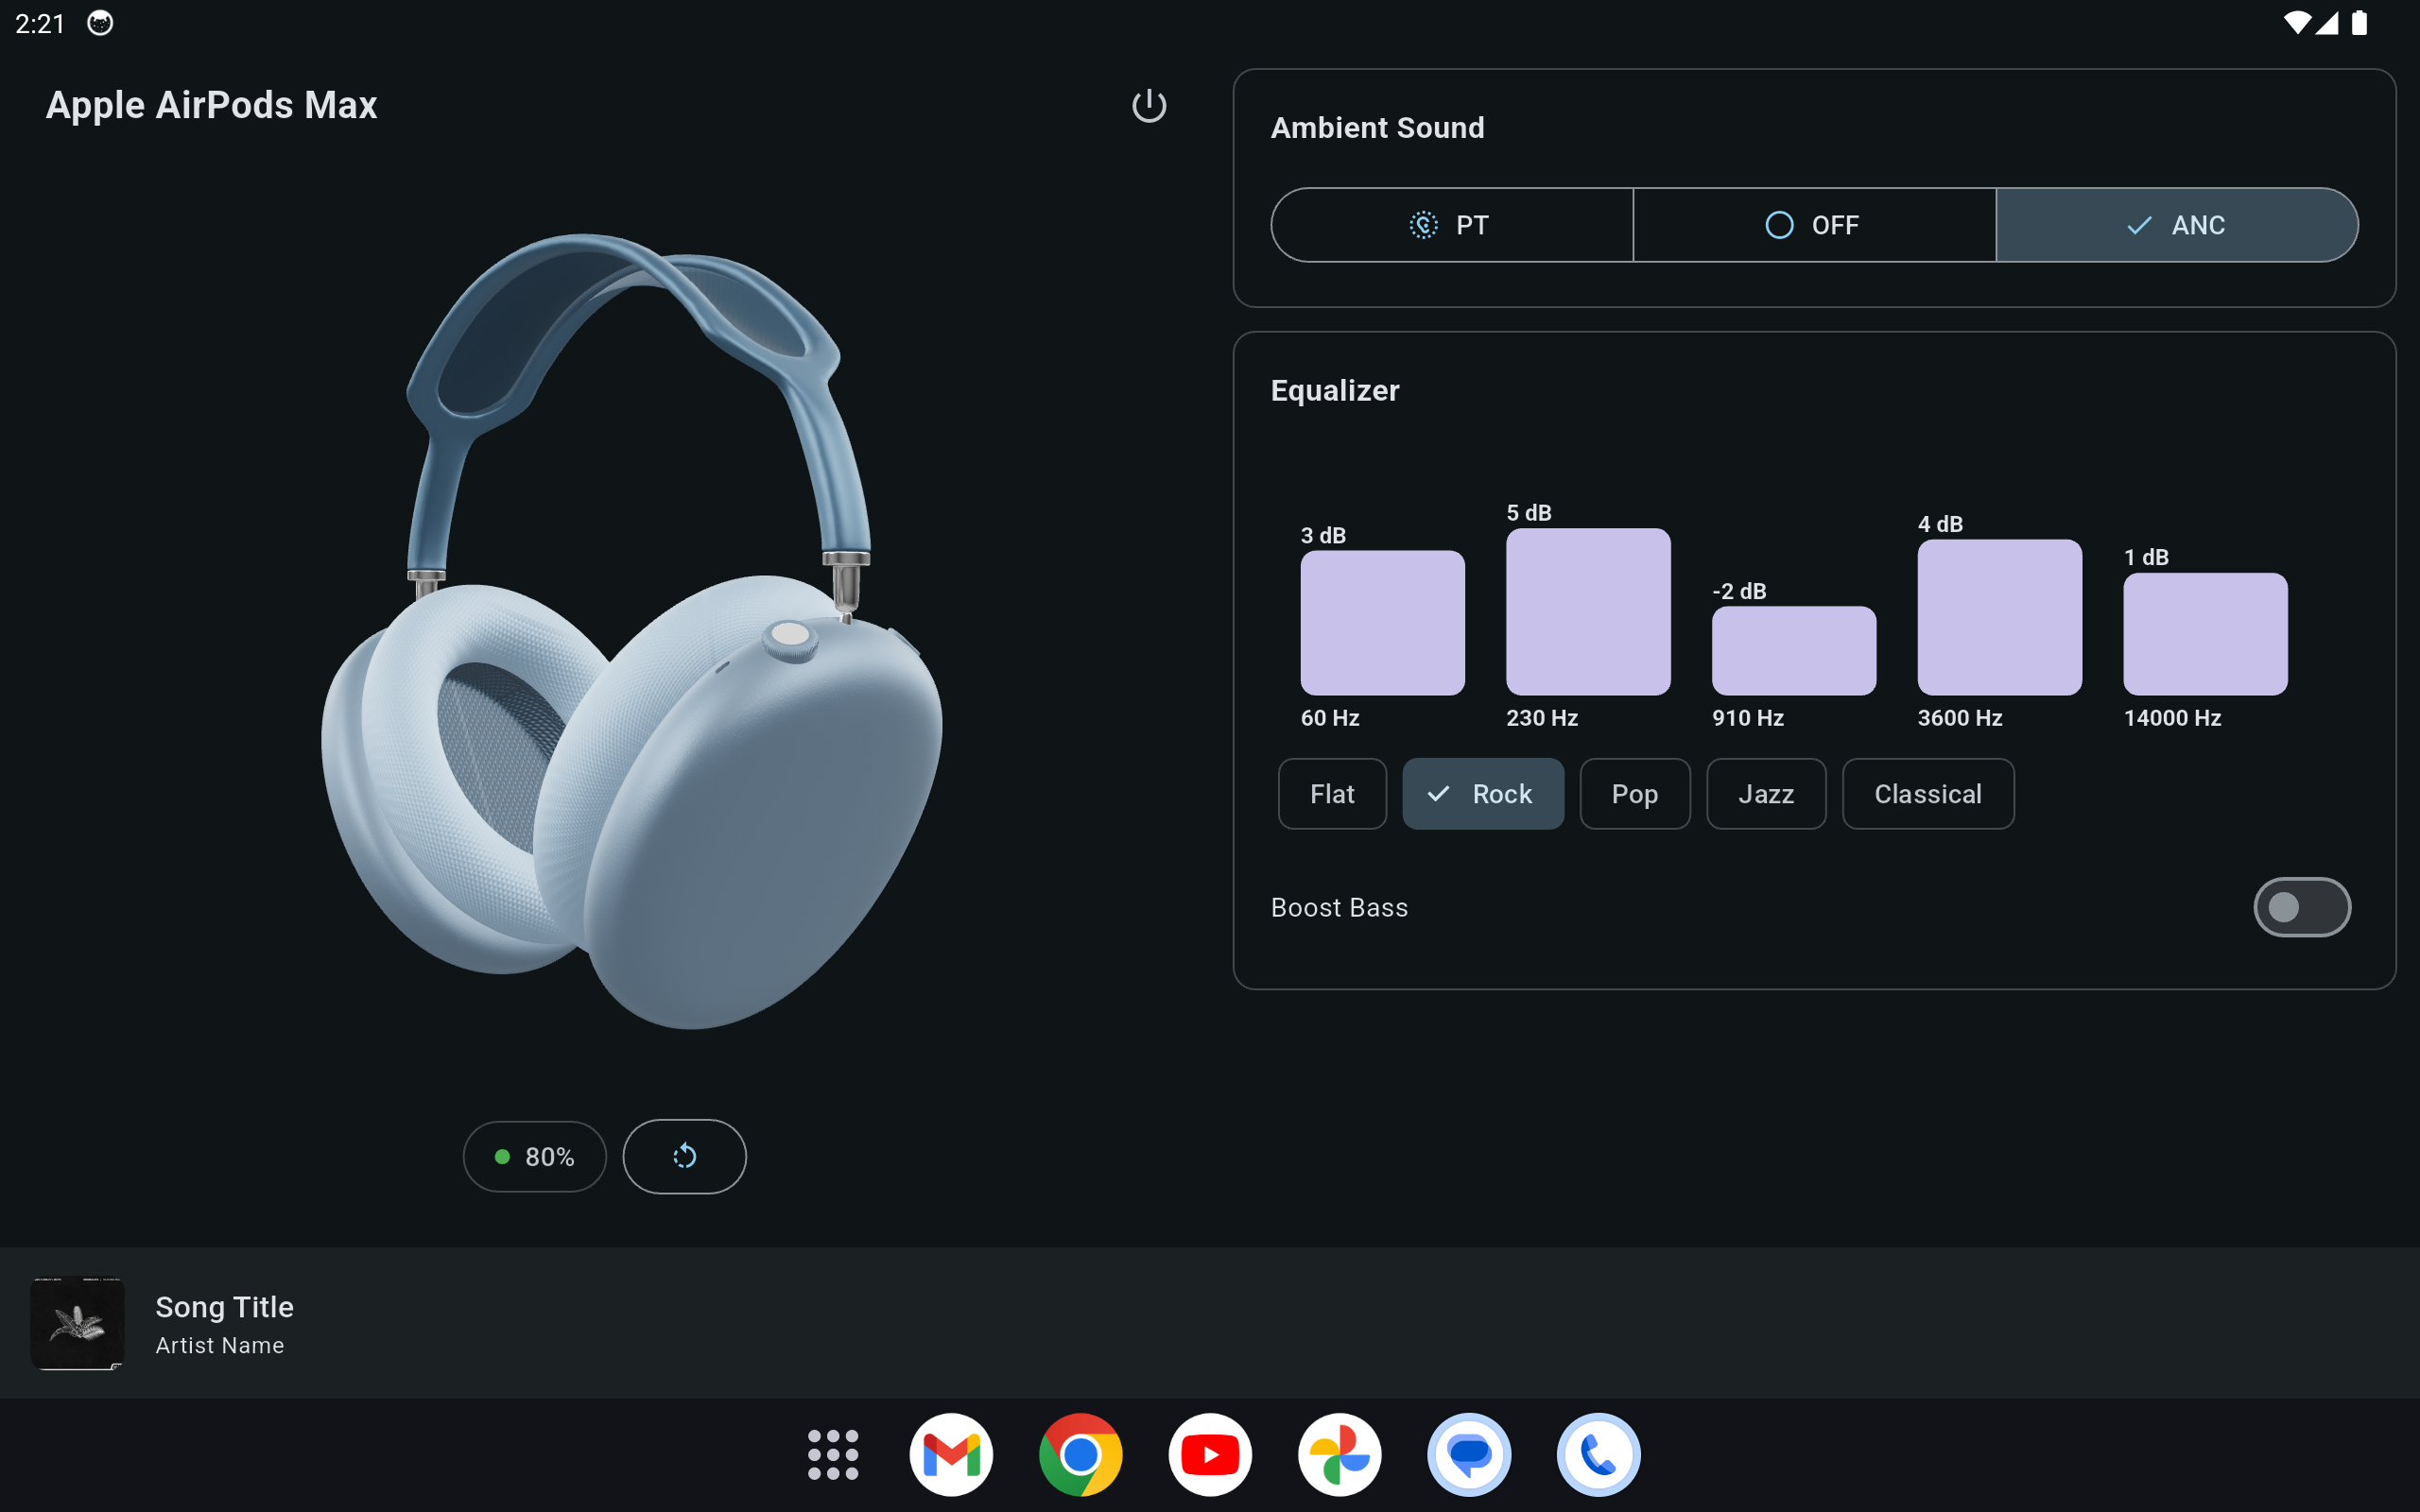 2:21
Apple AirPods Max
Ambient Sound
PT
OFF
ANC
Equalizer
3 dB
5 dB
-2 dB
4 dB
1 dB
60 Hz
230 Hz
910 Hz
3600 Hz
14000 Hz
Flat
Rock
Pop
Jazz
Classical
Boost Bass
80%
Song Title
Artist Name